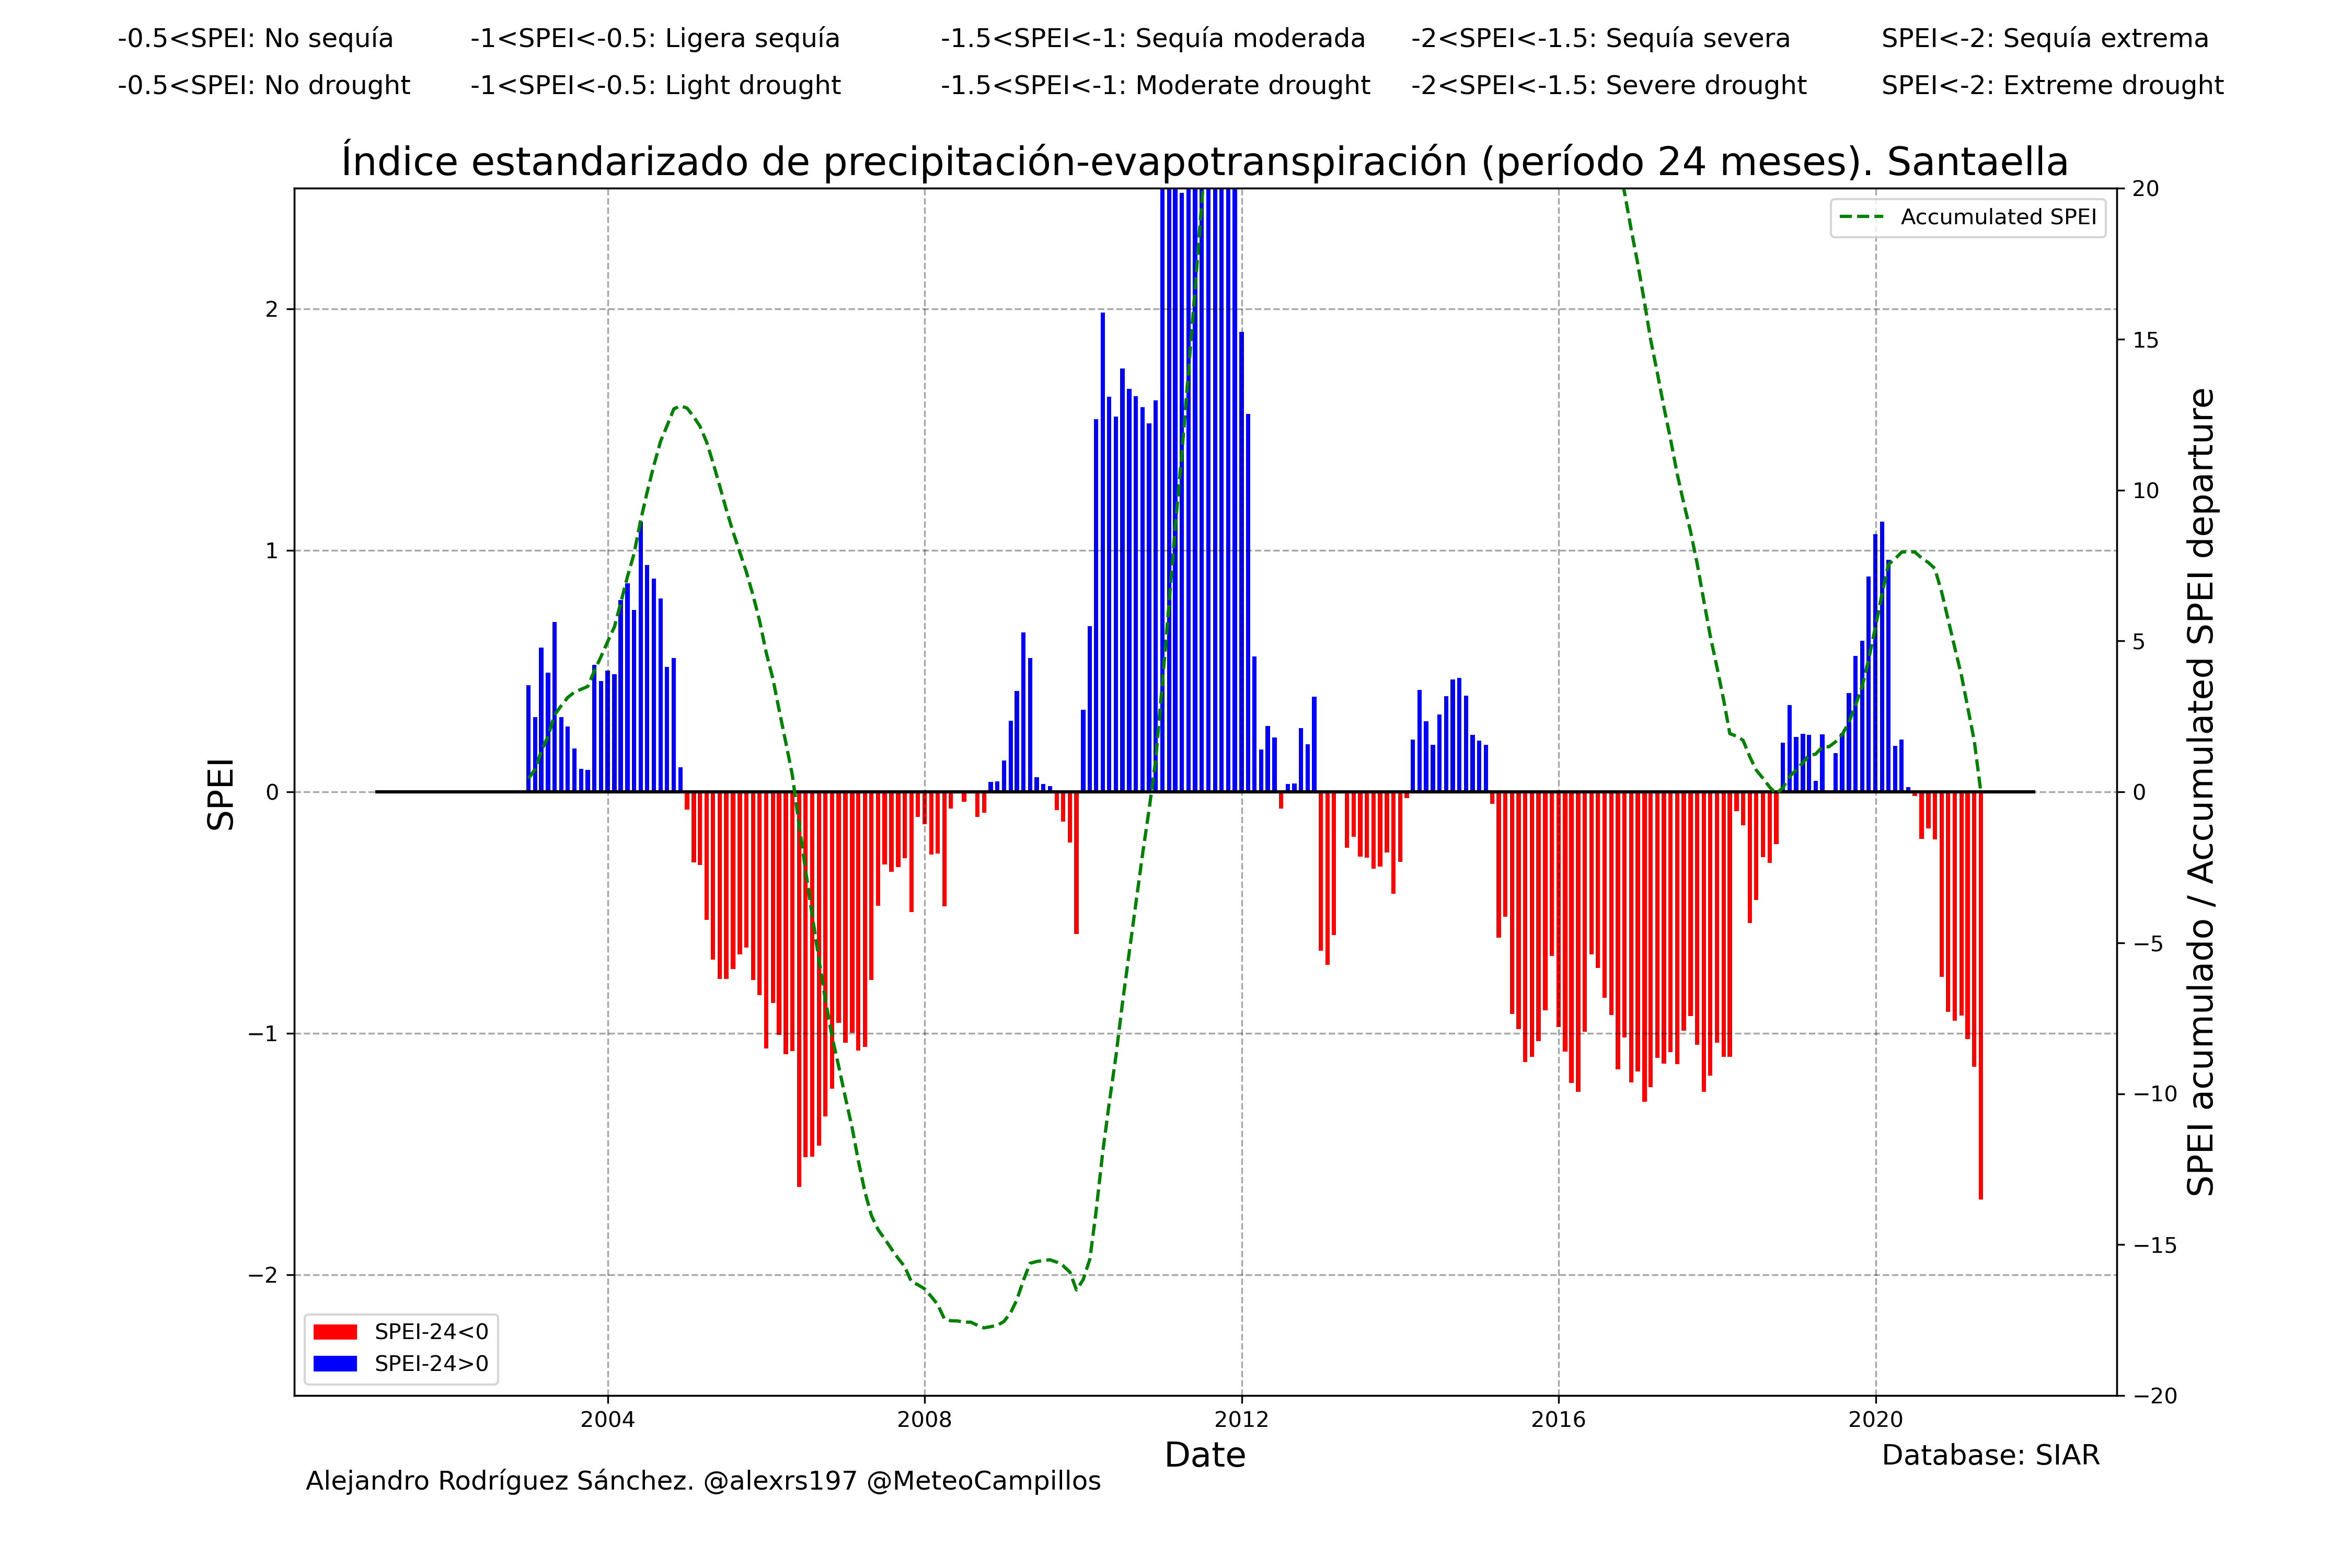 -0.5<SPEI: No sequía
-1<SPEI<-0.5: Ligera sequía
-1.5<SPEI<-1: Sequía moderada
-2<SPEI<-1.5: Sequía severa
SPEI<-2: Sequía extrema
-0.5<SPEI: No drought
-1<SPEI<-0.5: Light drought
-1.5<SPEI<-1: Moderate drought
-2<SPEI<-1.5: Severe drought
SPEI<-2: Extreme drought
Índice estandarizado de precipitación-evapotranspiración (período 24 meses). Santaella
Accumulated SPEI
SPEI
2
1
0
−1
−2
20
15
10
5
0
−5
−10
−15
−20
SPEI acumulado / Accumulated SPEI departure
SPEI-24<0
SPEI-24>0
2004
2008
2012
2016
2020
Date
Database: SIAR
Alejandro Rodríguez Sánchez. @alexrs197 @MeteoCampillos